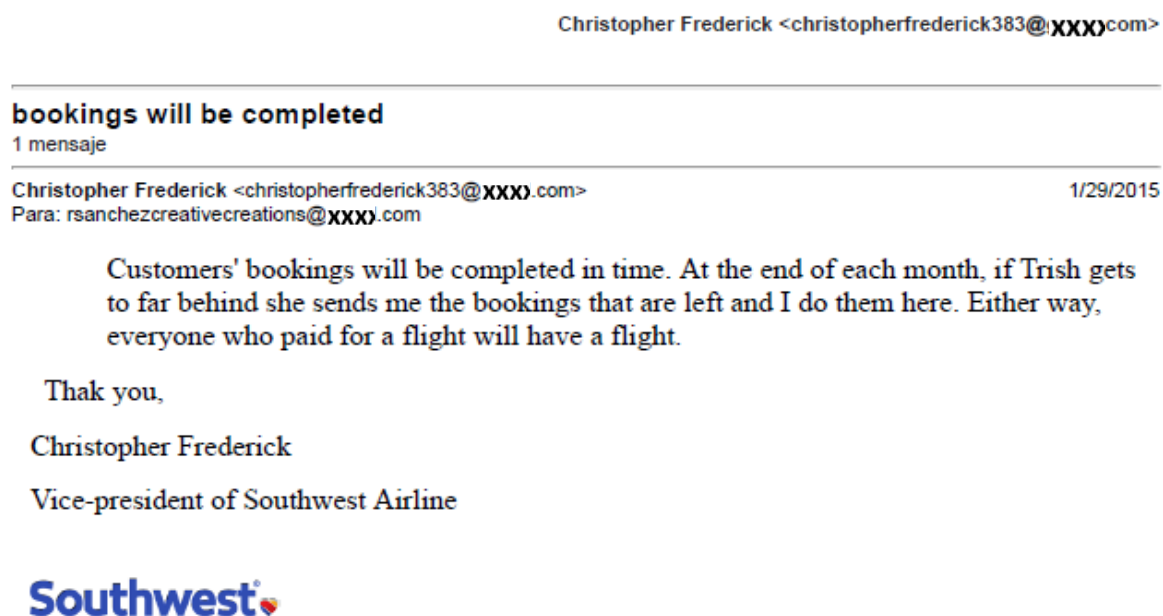 Christopher Frederick <christopherfrederick383@xxx.com>
bookings will be completed
1 mensaje
Christopher Frederick <christopherfrederick383@xxx.com> 1/29/2015
Para: rsanchezcreativecreations@xxx.com
Customers' bookings will be completed in time. At the end of each month, if Trish gets
to far behind she sends me the bookings that are left and I do them here. Either way,
everyone who paid for a flight will have a flight.
Thak you,
Christopher Frederick
Vice-president of Southwest Airline
Southwest